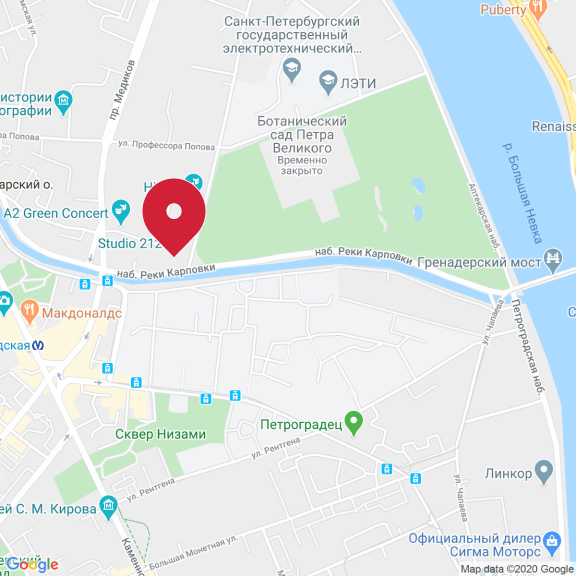 Санкт-Петербургский
государственный
электротехнический…
Puberty
пр. Медиков
ЛЭТИ
истории
ографии
Ботанический
сад Петра
Великого
Временно
закрыто
Renaiss
ра Попова
ул. Профессора Попова
р. Большая Невка
арский о.
Аптекарская наб.
A2 Green Concert
Studio 212
наб. Реки Карповки
наб. Реки Карповки
Гренадерский мост
Макдоналдс
дская
ул. Чапаева
Петроградская наб.
Петроградец
Сквер Низами
ул. Рентгена
ул. Рентгена
Линкор
ул. Чапаева
ей С. М. Кирова
Каменно
Большая Монетная ул.
Официальный дилер
Сигма Моторс
Google
Map data ©2020 Google